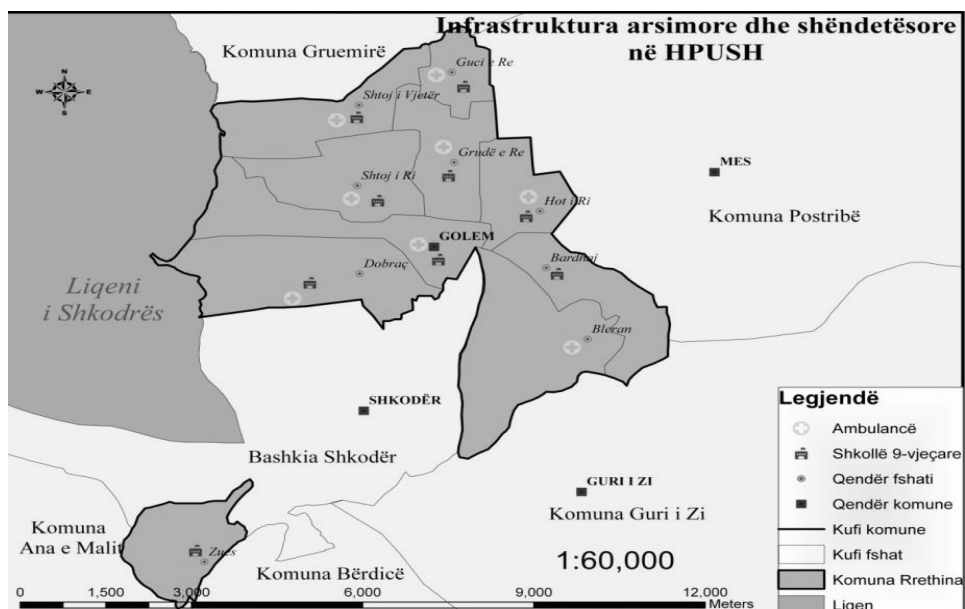 Infrastruktura arsimore dhe shëndetësore
në HPUSH
Komuna Gruemirë
N
W E
S
Guci e Re
Shtoj i Vjetër
Grudë e Re
MES
Shtoj i Ri
Hot i Ri
Komuna Postribë
GOLEM
Dobraç
Bardhaj
Liqeni
i Shkodrës
Bleran
SHKODËR
Bashkia Shkodër
GURI I ZI
Komuna Guri i Zi
Komuna
Ana e Malit
Zues
Komuna Bërdicë
1:60,000
Legjendë
Ambulancë
Shkollë 9-vjeçare
Qendër fshati
Qendër komune
Kufi komune
Kufi fshat
Komuna Rrethina
Liqen
0 1,500 3,000 6,000 9,000 12,000
Meters